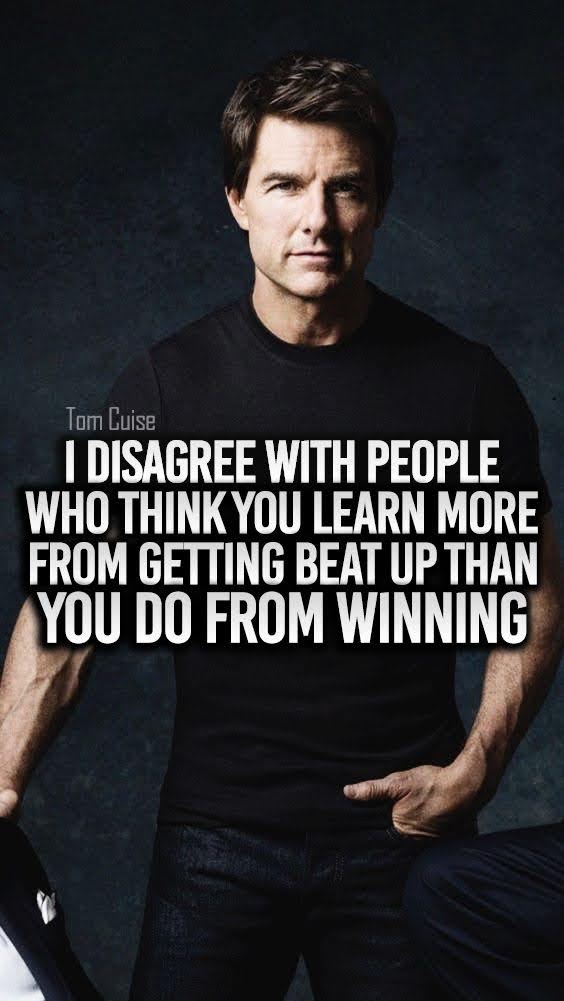 Tom Cuise
I DISAGREE WITH PEOPLE
WHO THINK YOU LEARN MORE
FROM GETTING BEAT UP THAN
YOU DO FROM WINNING